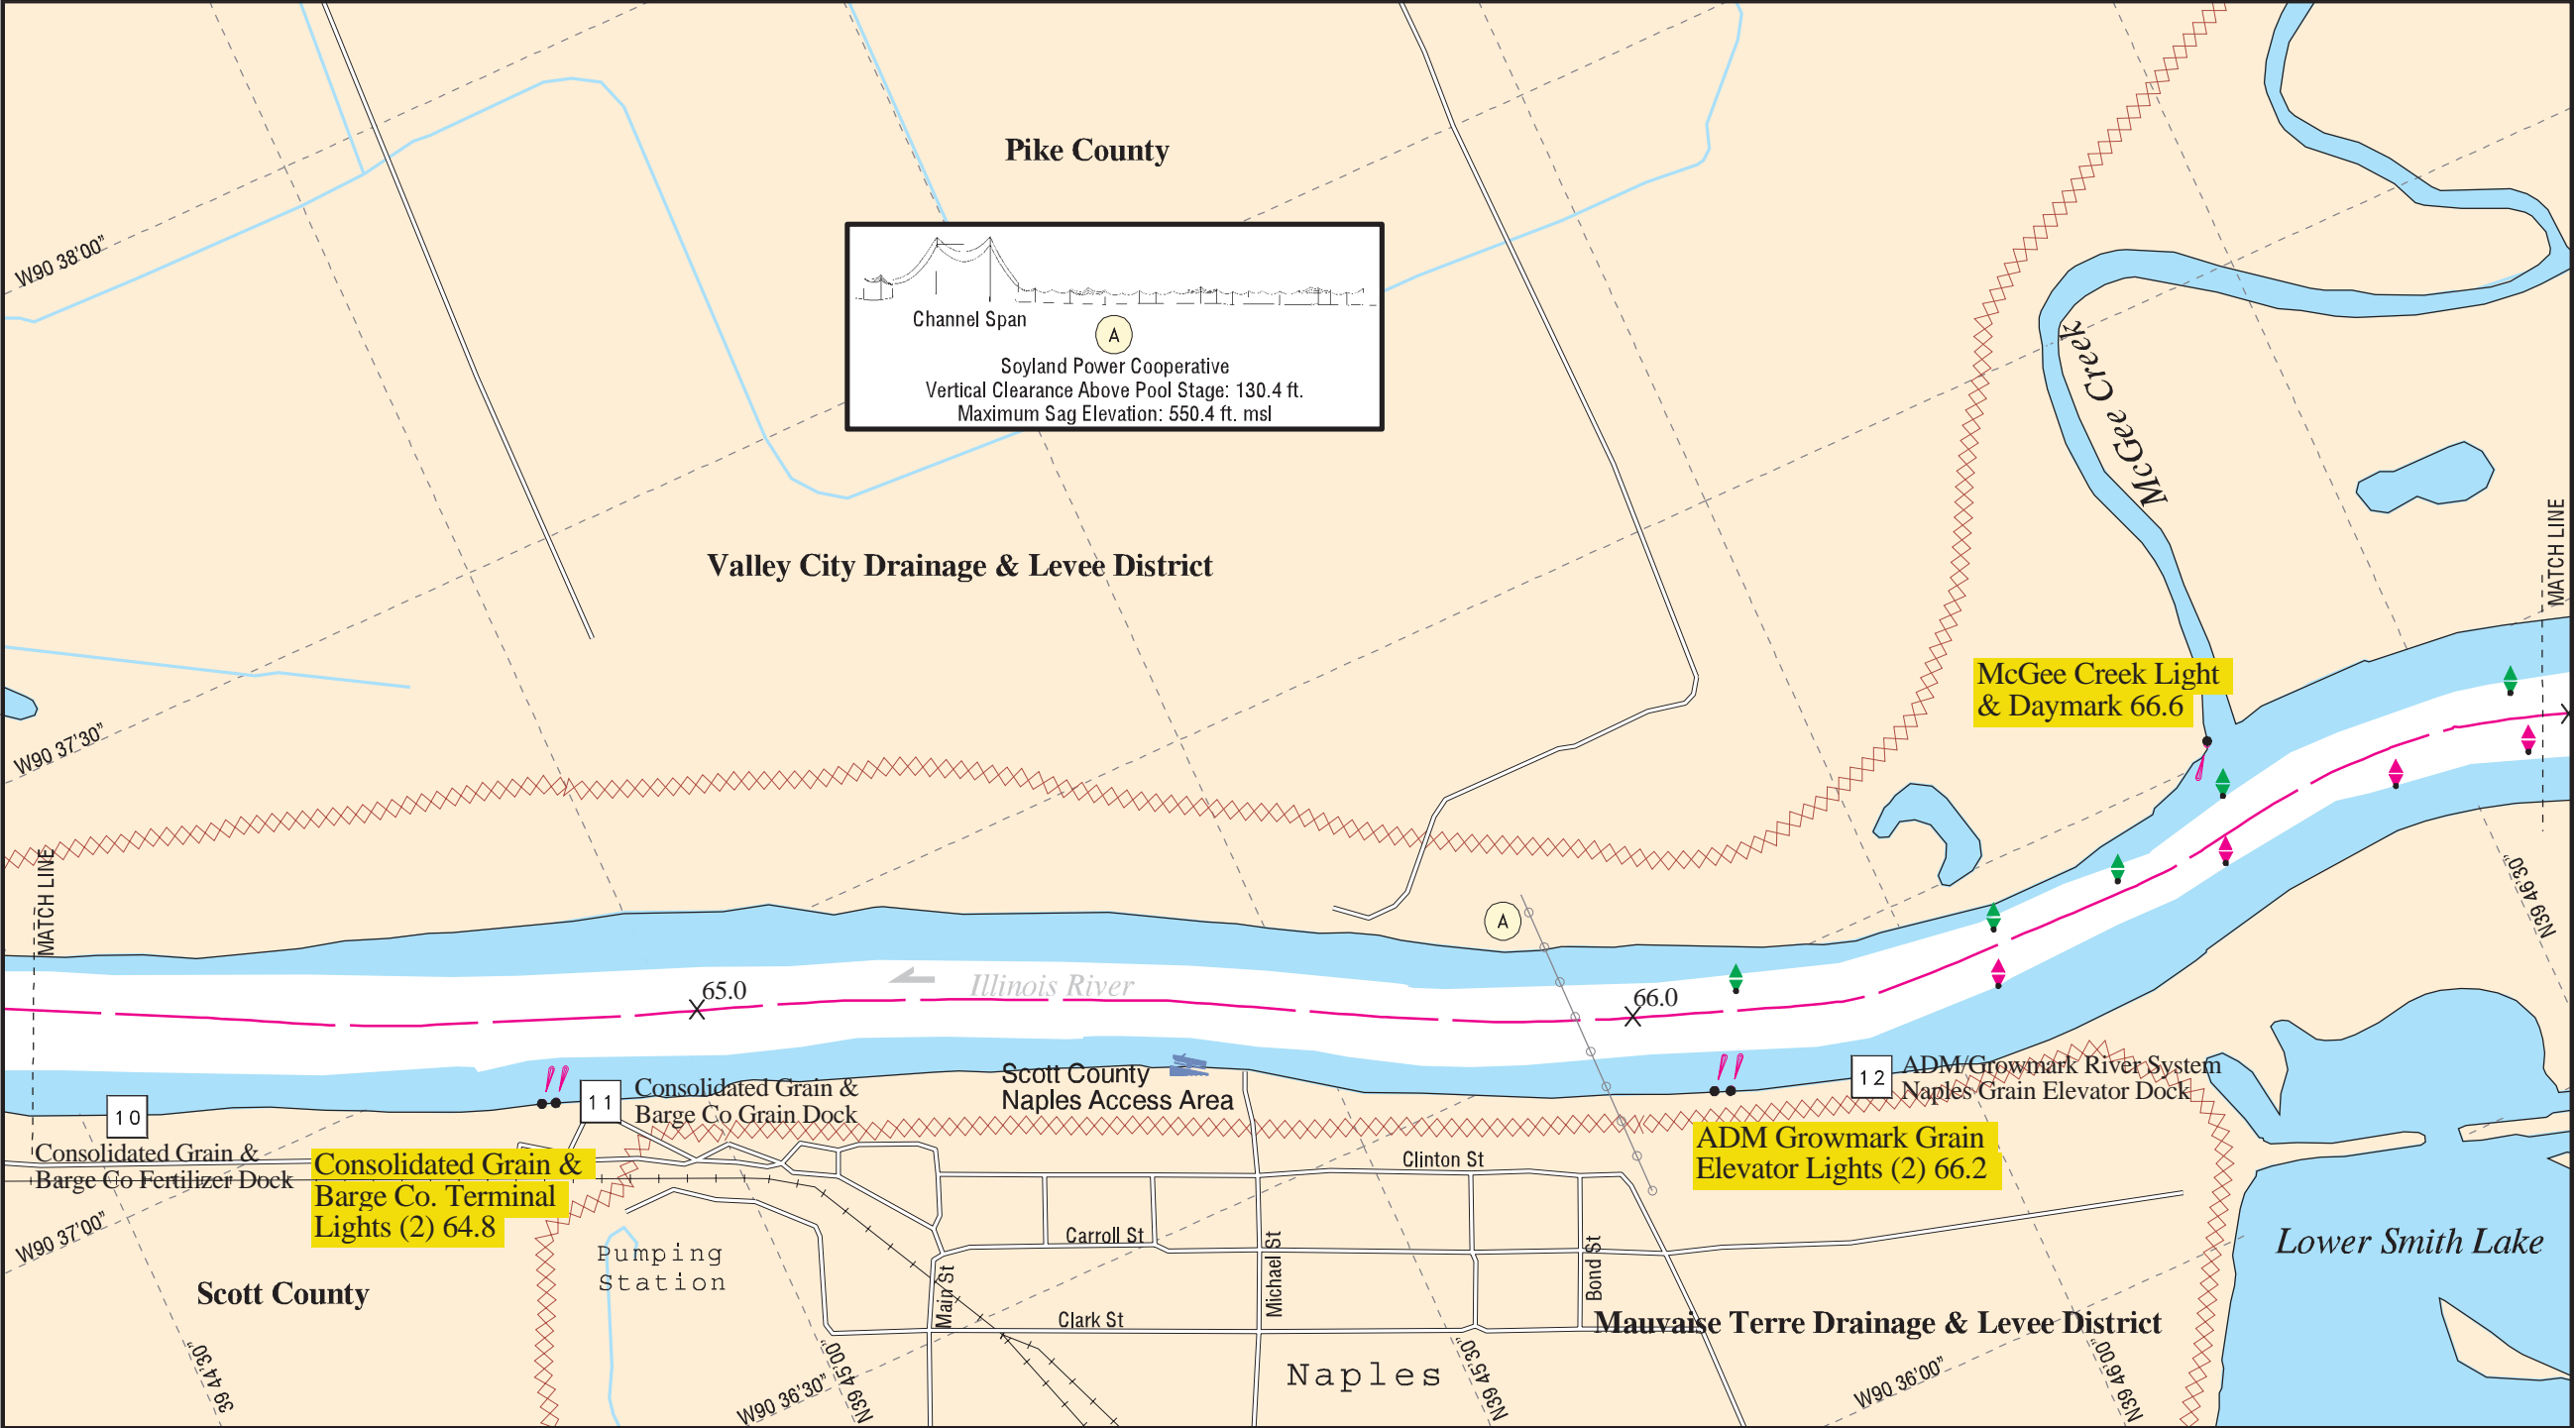 Pike County
W90 38'00"
Channel Span
A
Soyland Power Cooperative
Vertical Clearance Above Pool Stage: 130.4 ft.
Maximum Sag Elevation: 550.4 ft. msl
McGee Creek
Valley City Drainage & Levee District
MATCH LINE
W90 37'30"
McGee Creek Light
& Daymark 66.6
MATCH LINE
A
N39 46'30"
Illinois River
65.0
66.0
10
Consolidated Grain &
Barge Co Fertilizer Dock
11
Consolidated Grain &
Barge Co Grain Dock
Scott County
Naples Access Area
12
ADM/Growmark River System
Naples Grain Elevator Dock
Consolidated Grain &
Barge Co. Terminal
Lights (2) 64.8
ADM Growmark Grain
Elevator Lights (2) 66.2
Clinton St
W90 37'00"
Pumping
Station
Carroll St
Main St
Michael St
Bond St
Lower Smith Lake
Scott County
Clark St
Mauvaise Terre Drainage & Levee District
39 44'30"
W90 36'30"
N39 45'00"
Naples
N39 45'30"
W90 36'00"
N39 46'00"